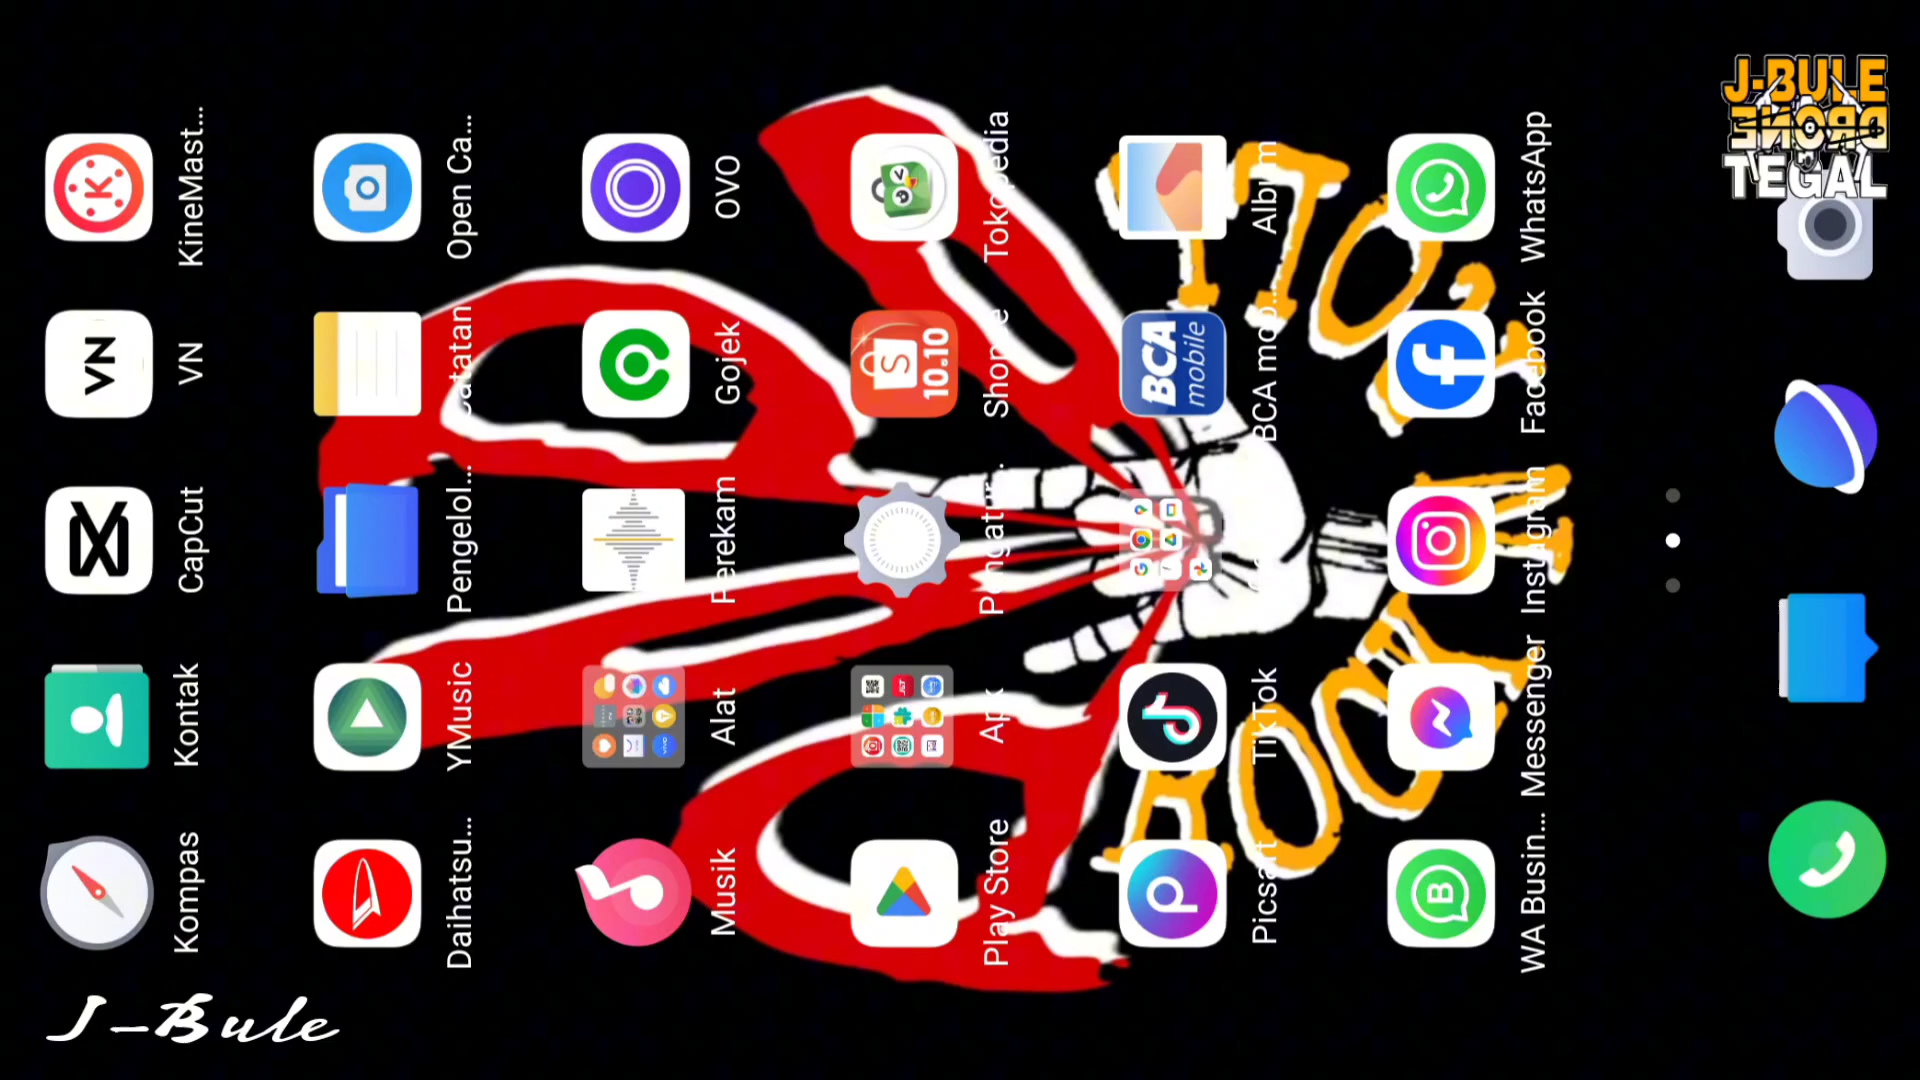 J-BULE
DRONE
TEGAL
KineMast...
VN
CapCut
Kontak
Kompas
Open Ca...
Catatan
Pengelol...
YMusic
Daihatsu...
OVO
Gojek
Perekam
Alat
Musik
Tokopedia
Shopee
10.10
Pengatur...
Apk
Play Store
Album
BCA mobile
BCA mob...
TikTok
Picsart
WhatsApp
Facebook
Instagram
Messenger
WA Busin...
J-Bule